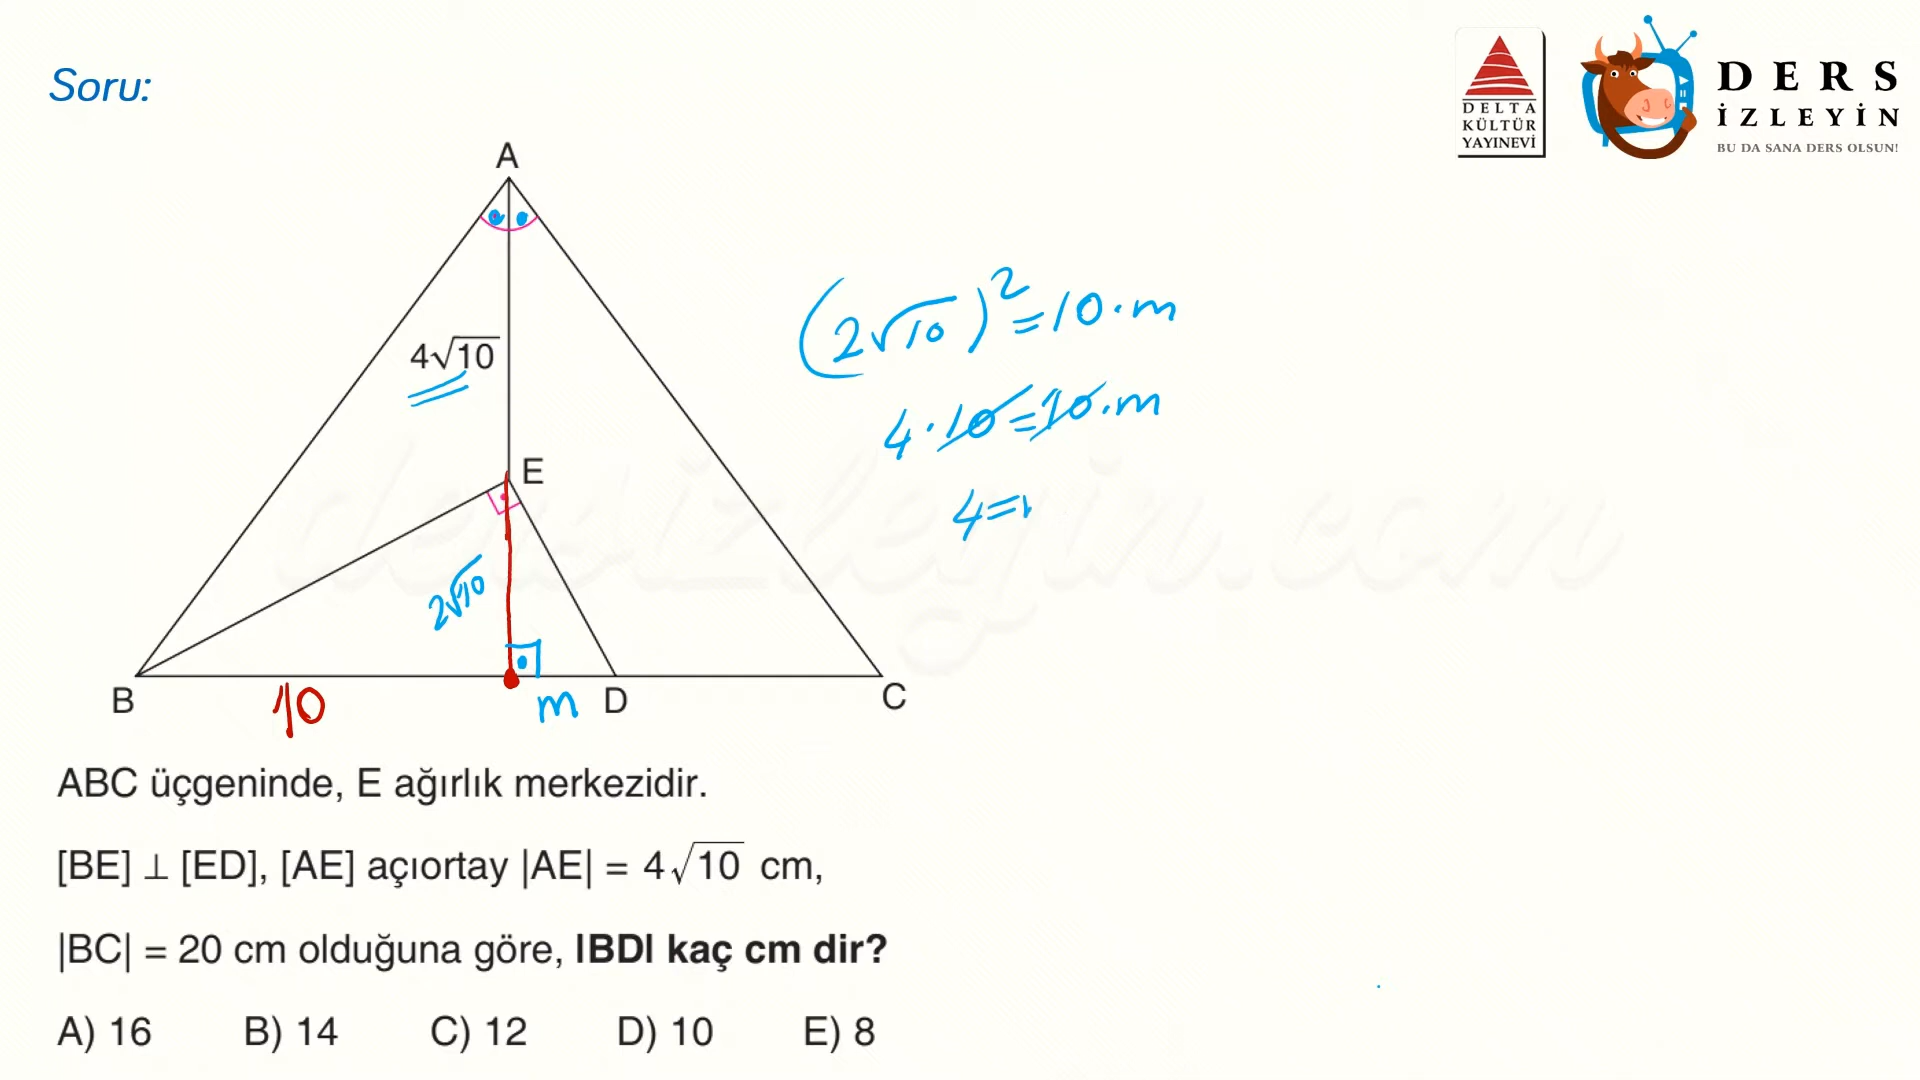 Soru:
DELTA
KÜLTÜR
YAYINEVİ
DERS
İZLEYİN
BU DA SANA DERS OLSUN!
A
4√10
E
2√10
B
10
m
D
C
(2√10)² = 10·m
4·10 = 10·m
4 =
dersizleyin.com
ABC üçgeninde, E ağırlık merkezidir.
[BE] ⊥ [ED], [AE] açıortay |AE| = 4√10 cm,
|BC| = 20 cm olduğuna göre, |BD| kaç cm dir?
A) 16 B) 14 C) 12 D) 10 E) 8